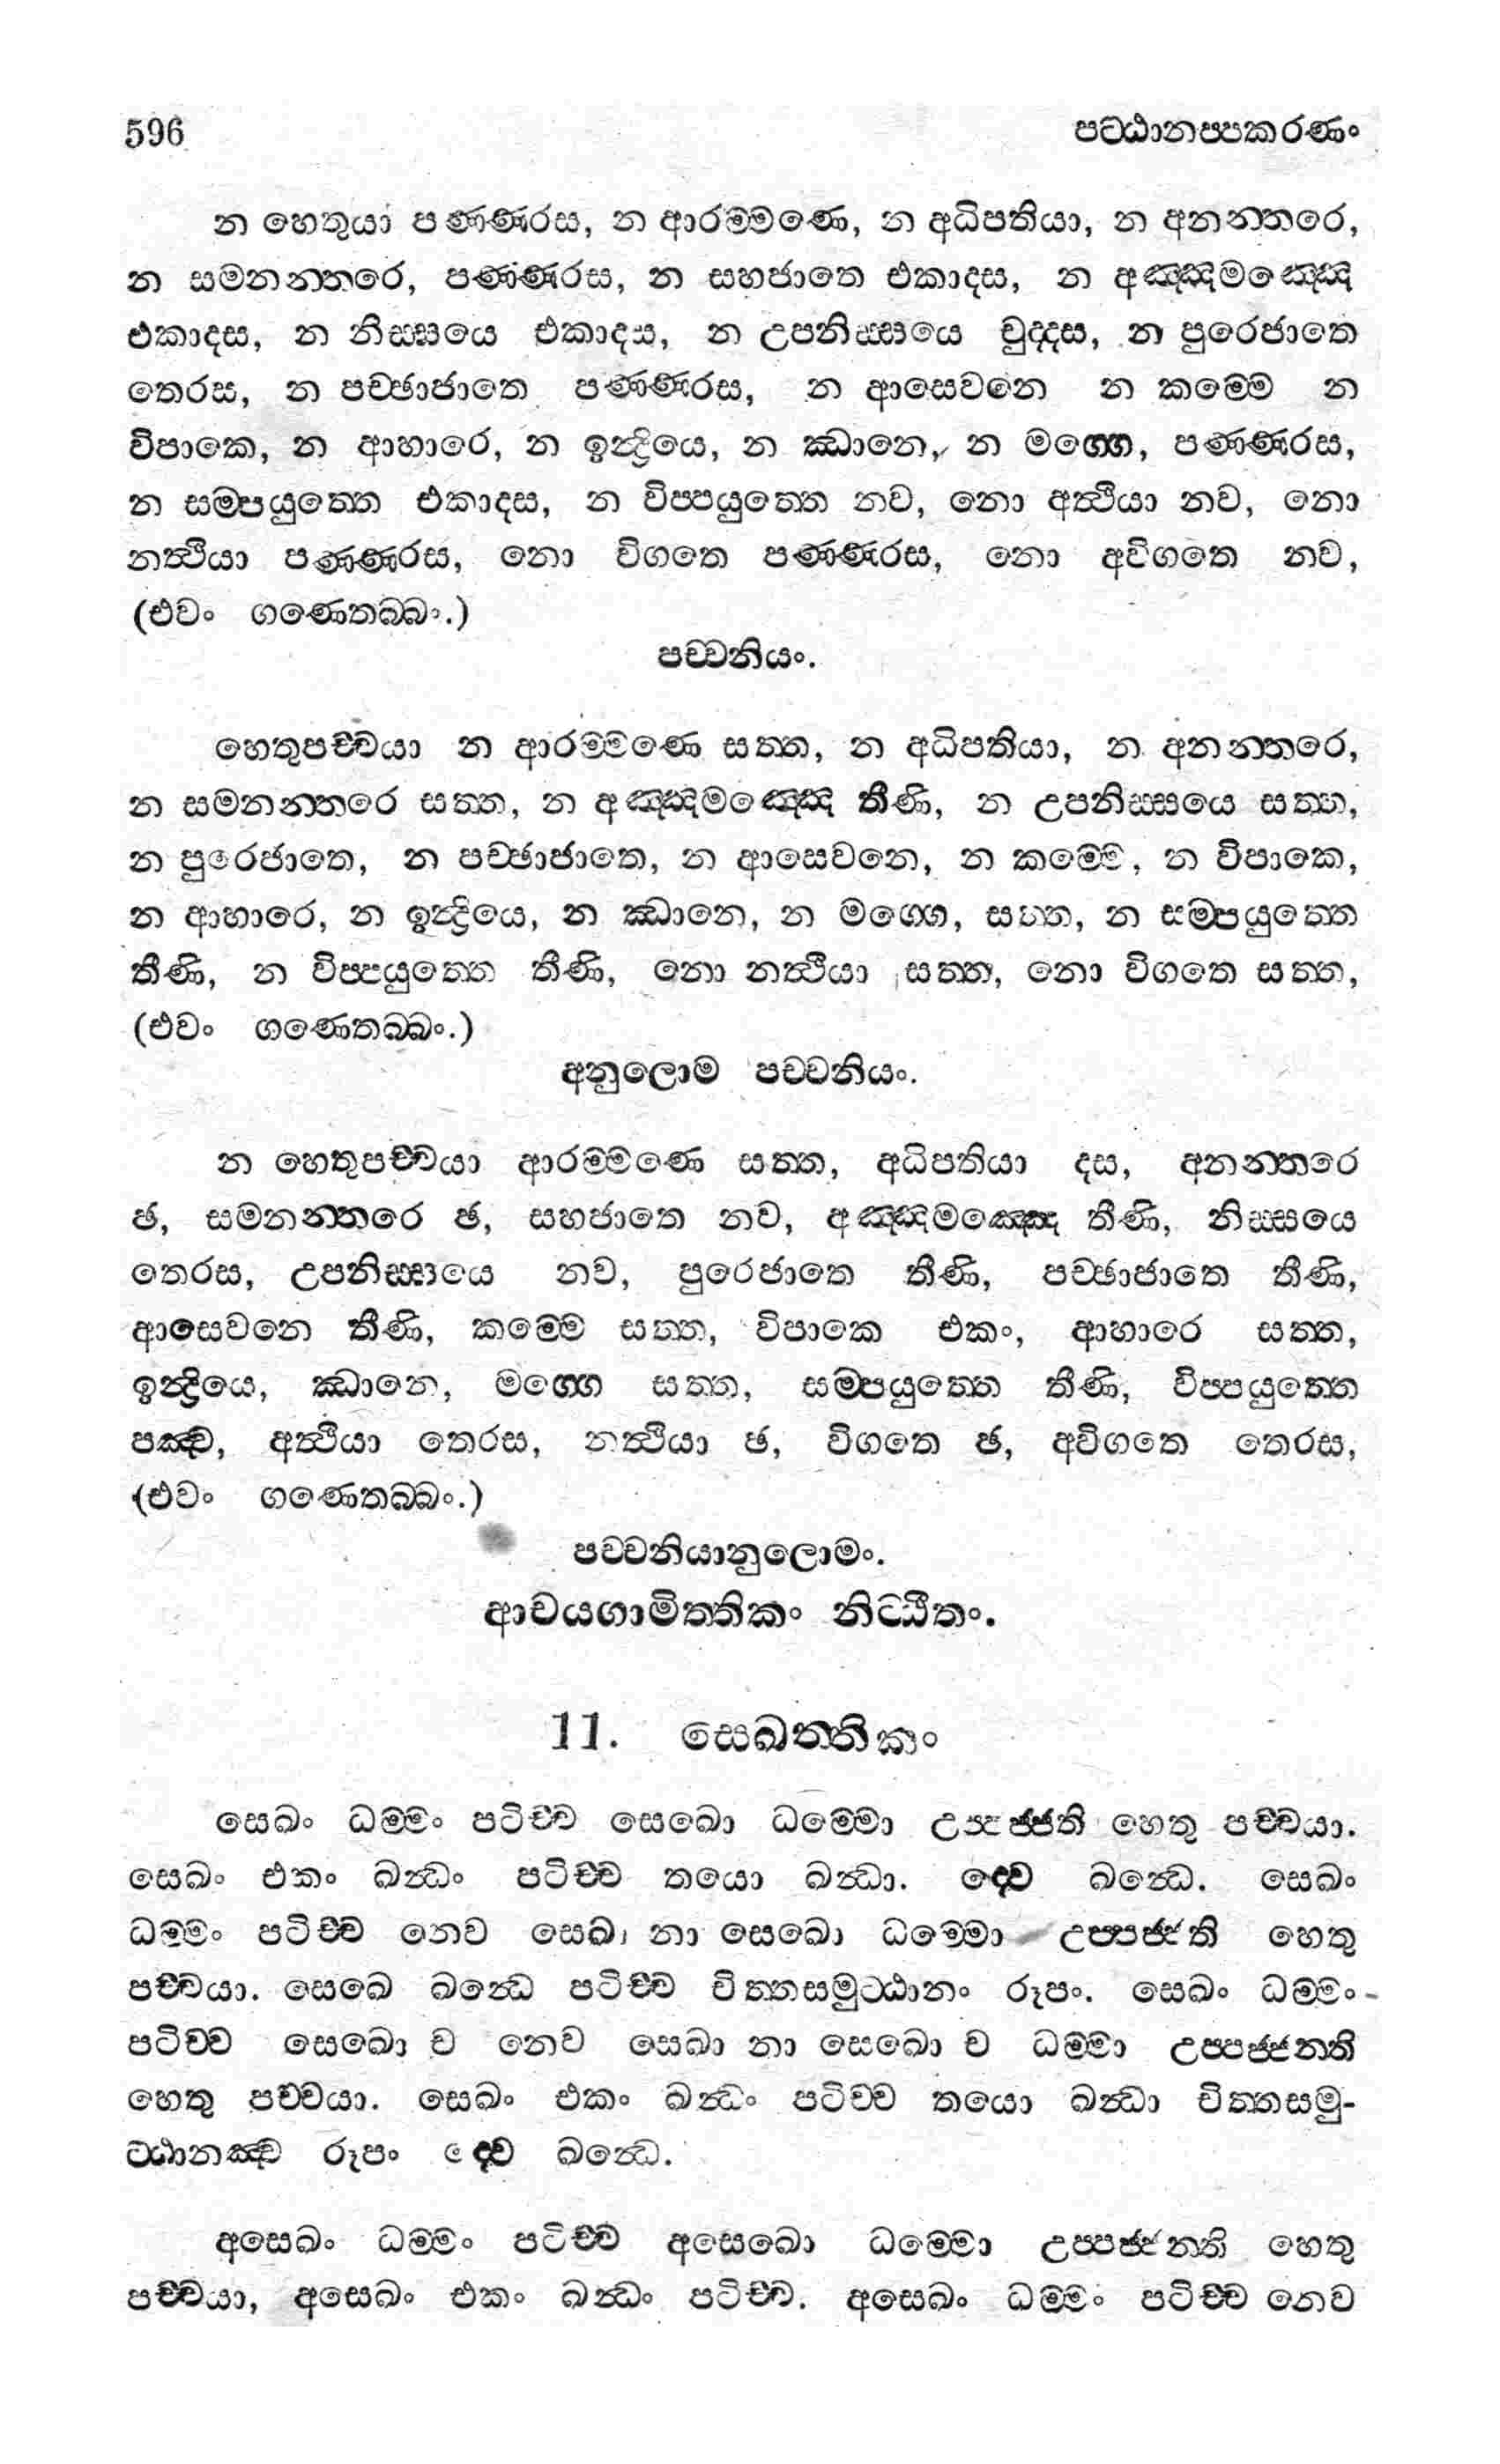 596 පට්ඨානප්පකරණං
න හෙතුයා පණ්ණරස, න ආරම්මණෙ, න අධිපතියා, න අනන්තරෙ,
න සමනන්තරෙ, පණ්ණරස, න සහජාතෙ එකාදස, න අඤ්ඤමඤ්ඤෙ
එකාදස, න නිස්සයෙ එකාදස, න උපනිස්සයෙ චුද්දස, න පුරෙජාතෙ
තෙරස, න පච්ඡාජාතෙ පණ්ණරස, න ආසෙවනෙ න කම්මෙ න
විපාකෙ, න ආහාරෙ, න ඉන්ද්‍රියෙ, න ඣානෙ, න මග්ගෙ, පණ්ණරස,
න සම්පයුත්තෙ එකාදස, න විප්පයුත්තෙ නව, නො අත්ථියා නව, නො
නත්ථියා පණ්ණරස, නො විගතෙ පණ්ණරස, නො අවිගතෙ නව,
(එවං ගණෙතබ්බං.)
පච්චනියං.
හෙතුපච්චයා න ආරම්මණෙ සත්ත, න අධිපතියා, න අනන්තරෙ,
න සමනන්තරෙ සත්ත, න අඤ්ඤමඤ්ඤෙ තීණි, න උපනිස්සයෙ සත්ත,
න පුරෙජාතෙ, න පච්ඡාජාතෙ, න ආසෙවනෙ, න කම්මෙ, න විපාකෙ,
න ආහාරෙ, න ඉන්ද්‍රියෙ, න ඣානෙ, න මග්ගෙ, සත්ත, න සම්පයුත්තෙ
තීණි, න විප්පයුත්තෙ තීණි, නො නත්ථියා සත්ත, නො විගතෙ සත්ත,
(එවං ගණෙතබ්බං.)
අනුලොම පච්චනියං.
න හෙතුපච්චයා ආරම්මණෙ සත්ත, අධිපතියා දස, අනන්තරෙ
ඡ, සමනන්තරෙ ඡ, සහජාතෙ නව, අඤ්ඤමඤ්ඤෙ තීණි, නිස්සයෙ
තෙරස, උපනිස්සයෙ නව, පුරෙජාතෙ තීණි, පච්ඡාජාතෙ තීණි,
ආසෙවනෙ තීණි, කම්මෙ සත්ත, විපාකෙ එකං, ආහාරෙ සත්ත,
ඉන්ද්‍රියෙ, ඣානෙ, මග්ගෙ සත්ත, සම්පයුත්තෙ තීණි, විප්පයුත්තෙ
පඤ්ච, අත්ථියා තෙරස, නත්ථියා ඡ, විගතෙ ඡ, අවිගතෙ තෙරස,
(එවං ගණෙතබ්බං.)
පච්චනියානුලොමං.
ආචයගාමිත්තිකං නිට්ඨිතං.
11. සෙඛත්තිකං
සෙඛං ධම්මං පටිච්ච සෙඛො ධම්මො උප්පජ්ජති හෙතු පච්චයා.
සෙඛං එකං ඛන්ධං පටිච්ච තයො ඛන්ධා. ද්වෙ ඛන්ධෙ. සෙඛං
ධම්මං පටිච්ච නෙව සෙඛා නා සෙඛො ධම්මො උප්පජ්ජති හෙතු
පච්චයා. සෙඛෙ ඛන්ධෙ පටිච්ච චිත්තසමුට්ඨානං රූපං. සෙඛං ධම්මං
පටිච්ච සෙඛො ච නෙව සෙඛා නා සෙඛො ච ධම්මා උප්පජ්ජන්ති
හෙතු පච්චයා. සෙඛං එකං ඛන්ධං පටිච්ච තයො ඛන්ධා චිත්තසමු-
ට්ඨානඤ්ච රූපං ද්වෙ ඛන්ධෙ.
අසෙඛං ධම්මං පටිච්ච අසෙඛො ධම්මො උප්පජ්ජන්ති හෙතු
පච්චයා, අසෙඛං එකං ඛන්ධං පටිච්ච. අසෙඛං ධම්මං පටිච්ච නෙව